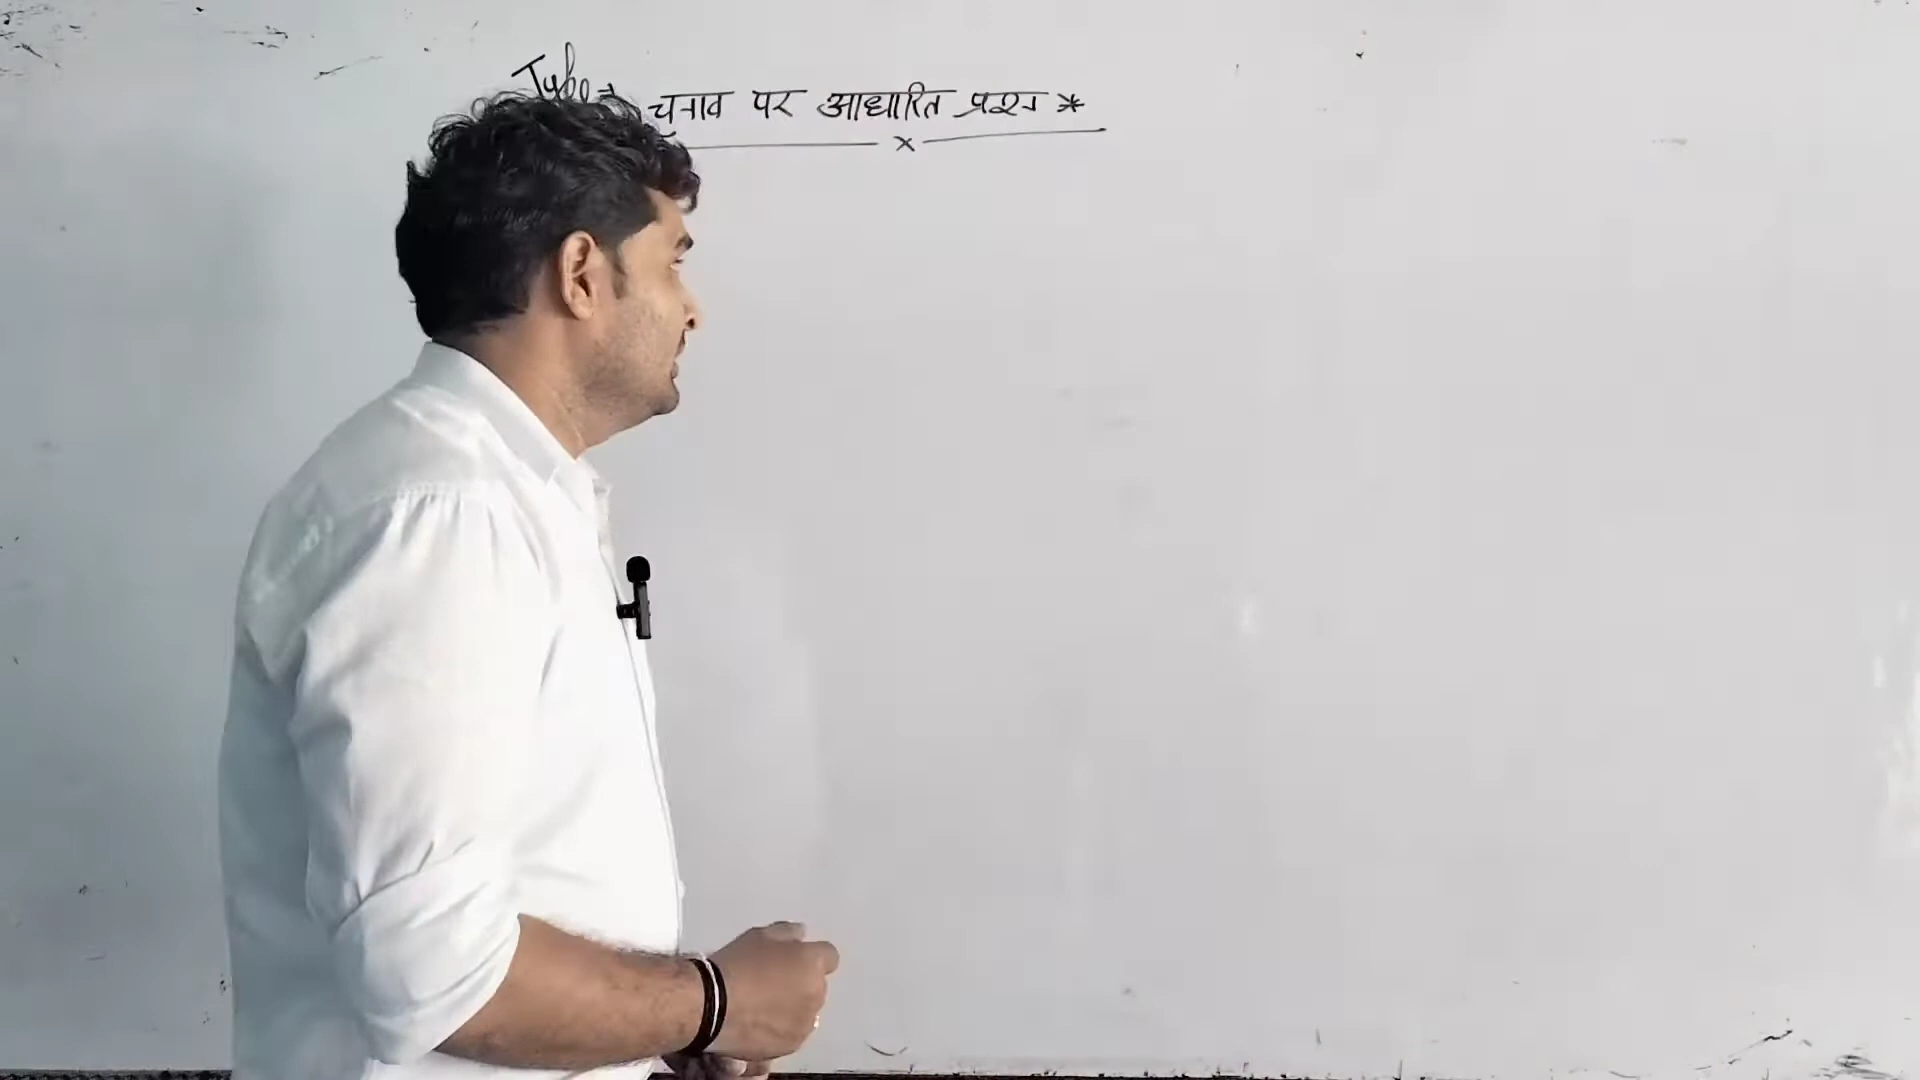 Type → चुनाव पर आधारित प्रश्न *
x